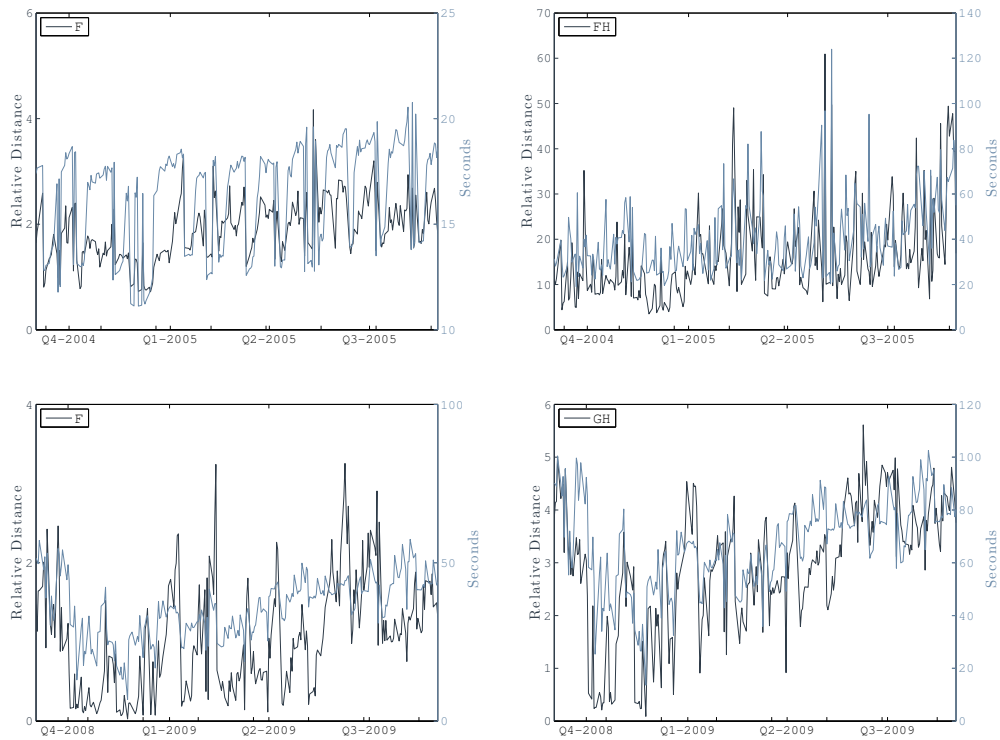 6
25
F
4
20
2
15
0
10
Relative Distance
Seconds
Q4−2004
Q1−2005
Q2−2005
Q3−2005
70
140
FH
60
120
50
100
40
80
30
60
20
40
10
20
0
0
Relative Distance
Seconds
Q4−2004
Q1−2005
Q2−2005
Q3−2005
4
100
F
2
50
0
0
Relative Distance
Seconds
Q4−2008
Q1−2009
Q2−2009
Q3−2009
6
120
GH
5
100
4
80
3
60
2
40
1
20
0
0
Relative Distance
Seconds
Q4−2008
Q1−2009
Q2−2009
Q3−2009